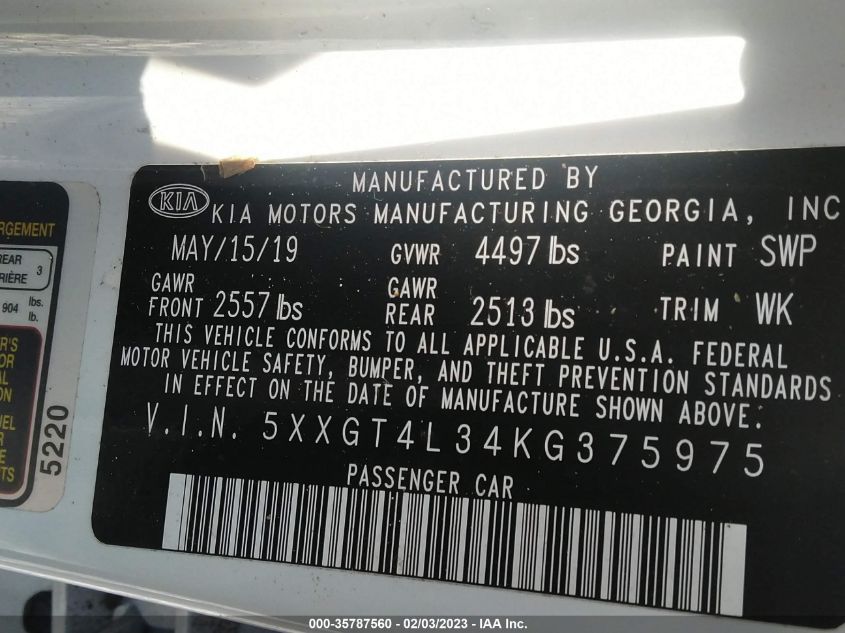 MANUFACTURED BY
KIA KIA MOTORS MANUFACTURING GEORGIA, INC
MAY/15/19 GVWR 4497 lbs PAINT SWP
GAWR FRONT 2557 lbs GAWR REAR 2513 lbs TRIM WK
THIS VEHICLE CONFORMS TO ALL APPLICABLE U.S.A. FEDERAL
MOTOR VEHICLE SAFETY, BUMPER, AND THEFT PREVENTION STANDARDS
IN EFFECT ON THE DATE OF MANUFACTURE SHOWN ABOVE:
V.I.N. 5XXGT4L34KG375975
PASSENGER CAR
REAR 3
904 lbs.
lb.
5220
000-35787560 - 02/03/2023 - IAA Inc.